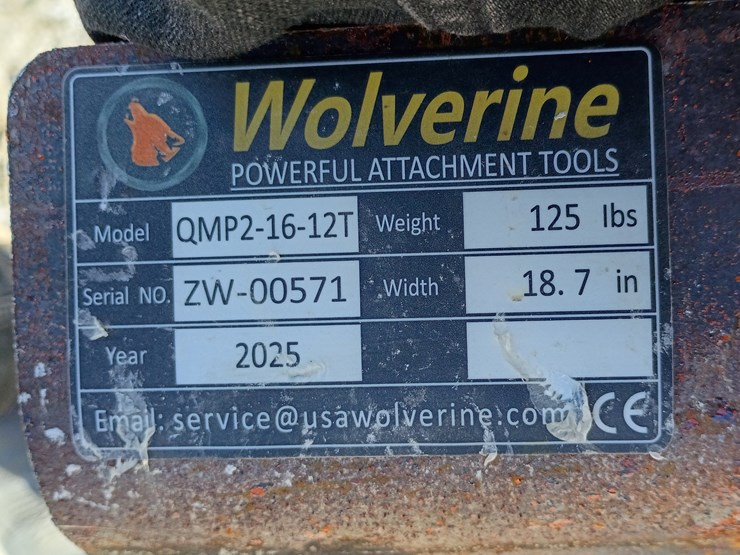 Wolverine
POWERFUL ATTACHMENT TOOLS
Model QMP2-16-12T Weight 125 lbs
Serial NO. ZW-00571 Width 18.7 in
Year 2025
Email: service@usawolverine.com CE